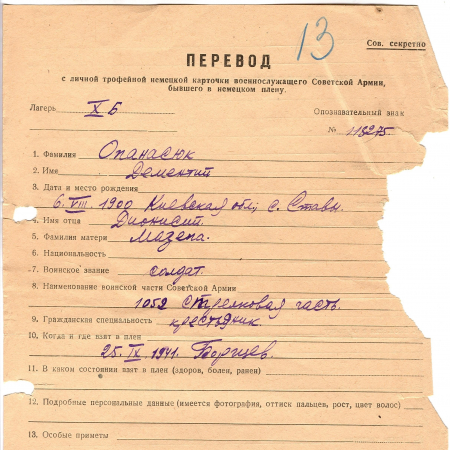 13
Сов. секретно
ПЕРЕВОД
с личной трофейной немецкой карточки военнослужащего Советской Армии,
бывшего в немецком плену.
Лагерь Х Б Опознавательный знак
№ 118275
1. Фамилия Опанасюк
2. Имя Дементий
3. Дата и место рождения
6. VIII. 1900 Киевская обл, с. Ставы.
4. Имя отца Дионисий.
5. Фамилия матери Мазепа.
6. Национальность
7. Воинское звание солдат.
8. Наименование воинской части Советской Армии
1052 стрелковая часть.
9. Гражданская специальность крестьяник.
10. Когда и где взят в плен
25. IX. 1941. Борщев.
11. В каком состоянии взят в плен (здоров, болен, ранен)
12. Подробные персональные данные (имеется фотография, оттиск пальцев, рост, цвет волос)
13. Особые приметы